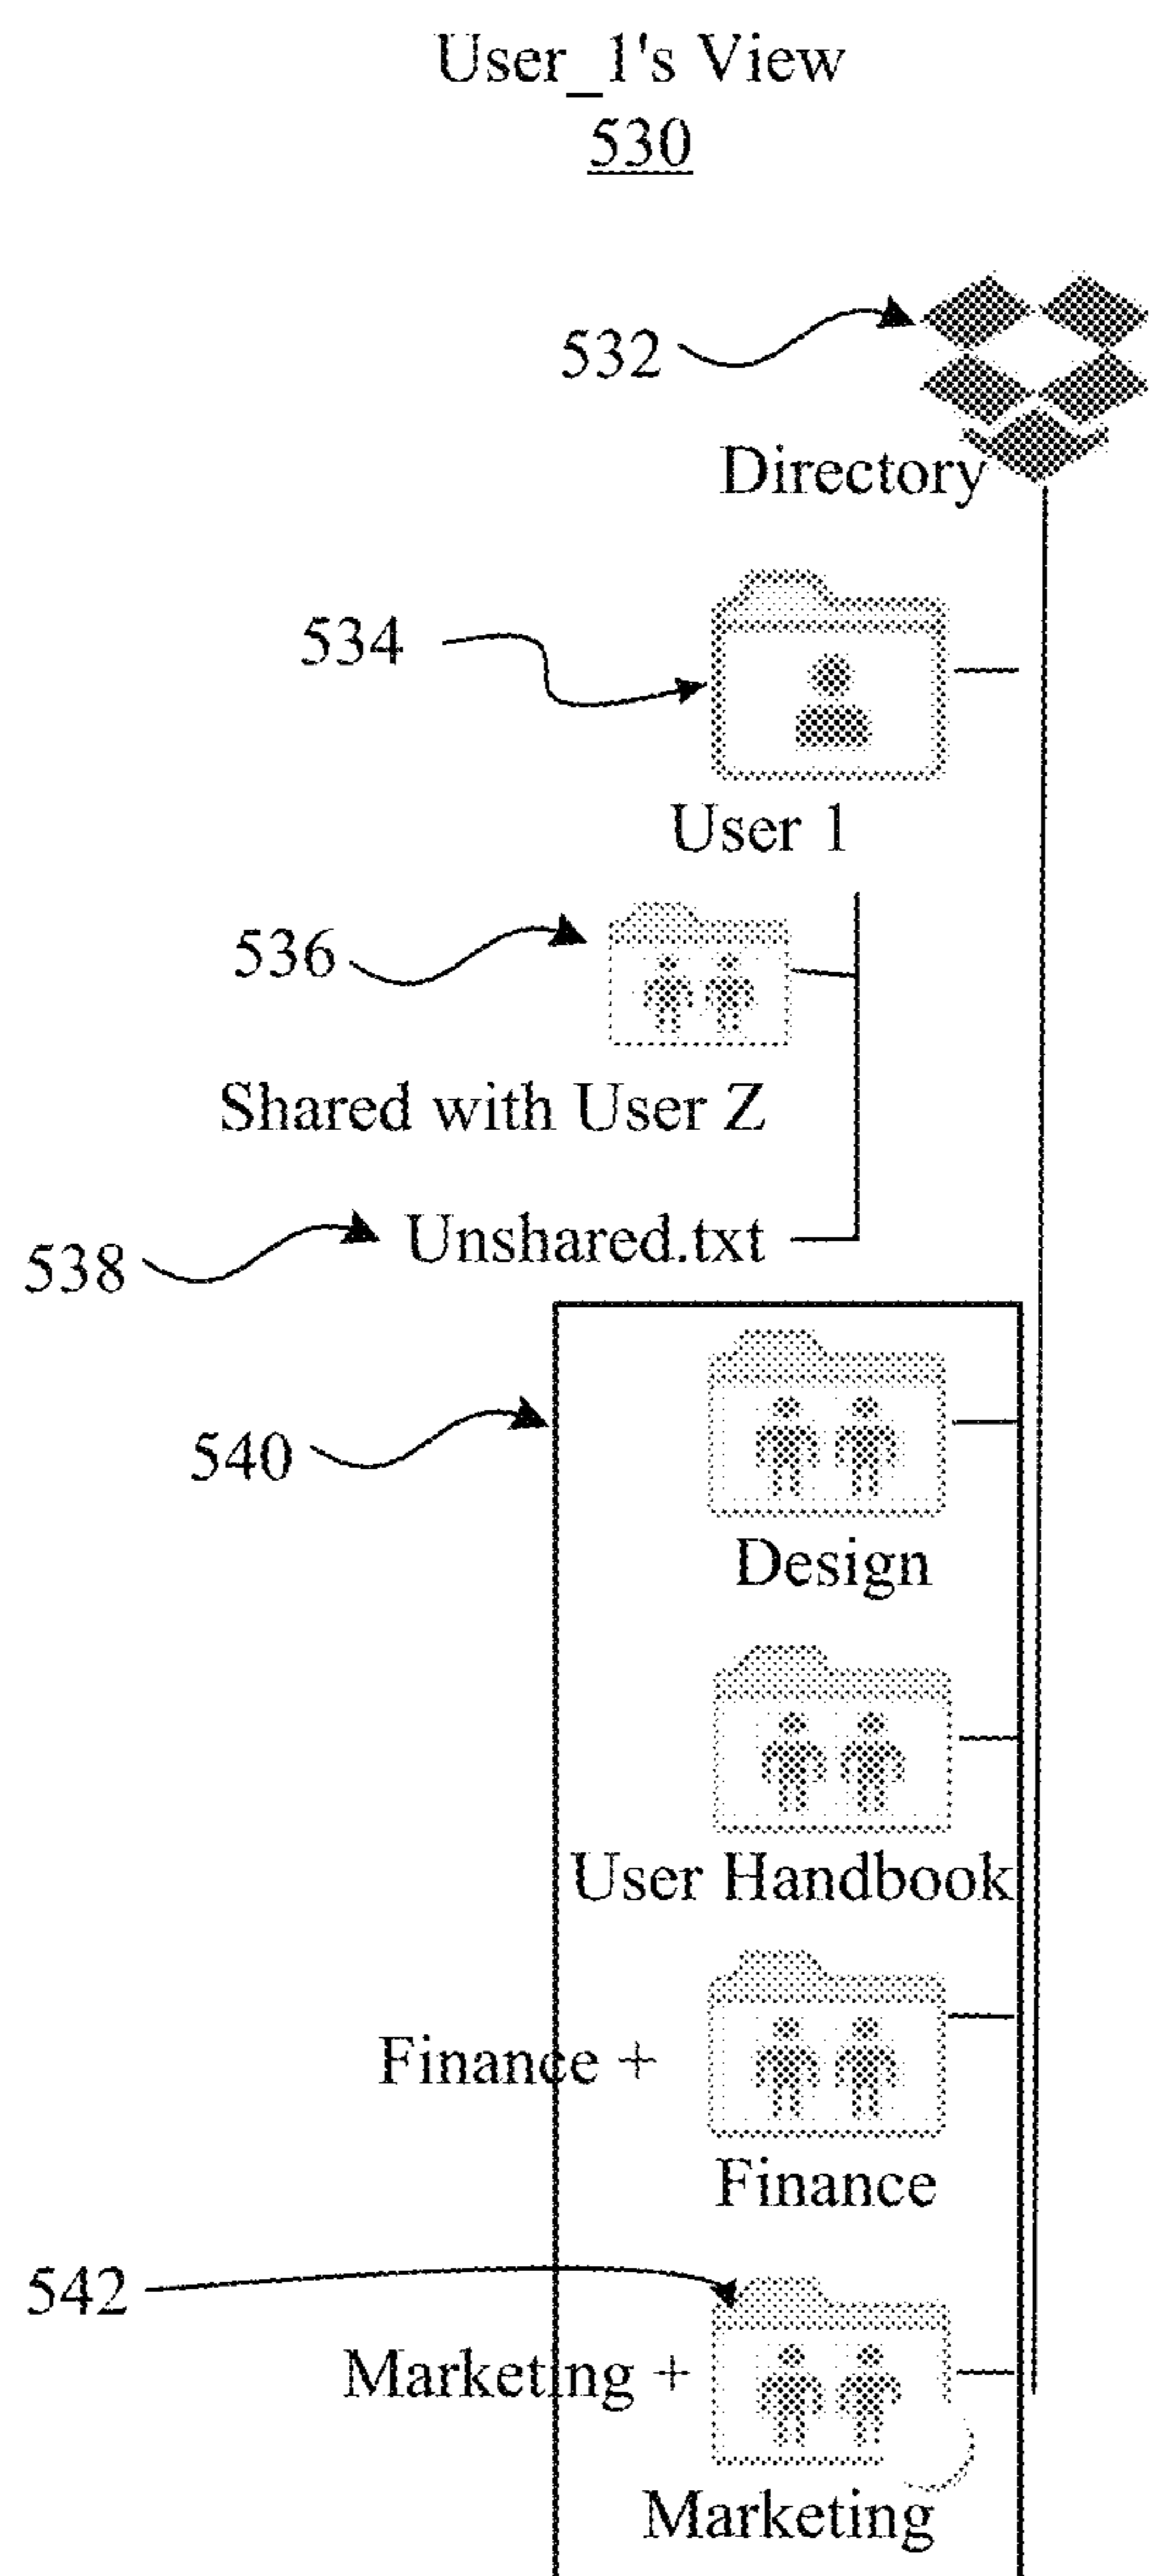 User_1's View
530
532
Directory
534
User 1
536
Shared with User Z
538
Unshared.txt
540
Design
User Handbook
Finance +
Finance
542
Marketing +
Marketing